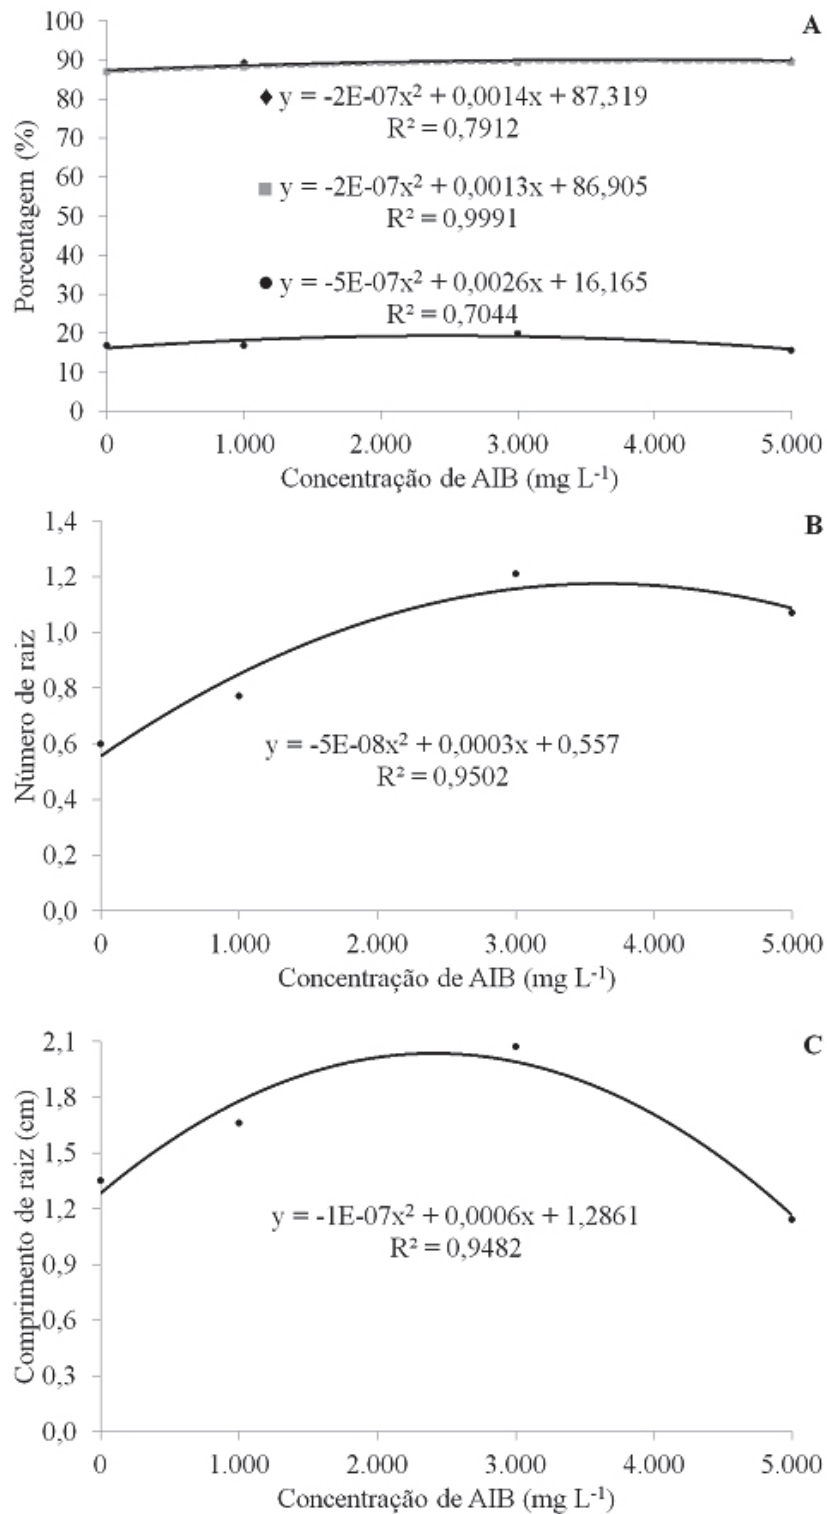 A
100
90
80
70
60
50
40
30
20
10
0
Porcentagem (%)
y = -2E-07x² + 0,0014x + 87,319
R² = 0,7912
y = -2E-07x² + 0,0013x + 86,905
R² = 0,9991
y = -5E-07x² + 0,0026x + 16,165
R² = 0,7044
0 1.000 2.000 3.000 4.000 5.000
Concentração de AIB (mg L⁻¹)
B
1,4
1,2
1,0
0,8
0,6
0,4
0,2
0,0
Número de raiz
y = -5E-08x² + 0,0003x + 0,557
R² = 0,9502
0 1.000 2.000 3.000 4.000 5.000
Concentração de AIB (mg L⁻¹)
C
2,1
1,8
1,5
1,2
0,9
0,6
0,3
0,0
Comprimento de raiz (cm)
y = -1E-07x² + 0,0006x + 1,2861
R² = 0,9482
0 1.000 2.000 3.000 4.000 5.000
Concentração de AIB (mg L⁻¹)